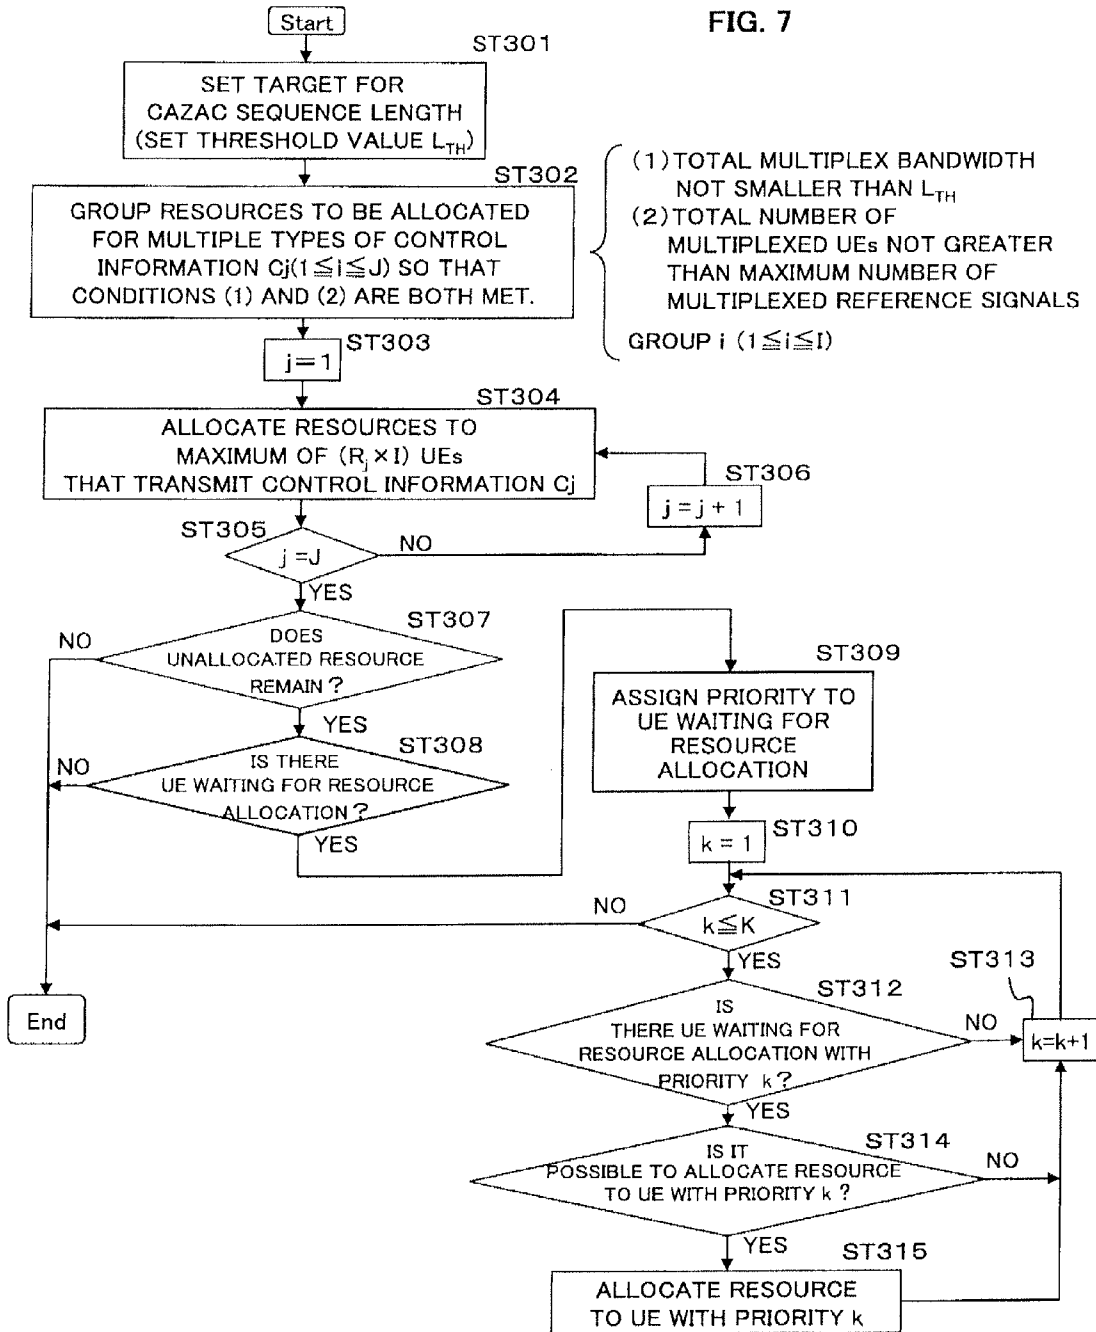 FIG. 7
Start
ST301
SET TARGET FOR
CAZAC SEQUENCE LENGTH
(SET THRESHOLD VALUE L_TH)
ST302
GROUP RESOURCES TO BE ALLOCATED
FOR MULTIPLE TYPES OF CONTROL
INFORMATION Cj(1≦i≦J) SO THAT
CONDITIONS (1) AND (2) ARE BOTH MET.
(1) TOTAL MULTIPLEX BANDWIDTH
NOT SMALLER THAN L_TH
(2) TOTAL NUMBER OF
MULTIPLEXED UEs NOT GREATER
THAN MAXIMUM NUMBER OF
MULTIPLEXED REFERENCE SIGNALS
GROUP i (1≦i≦I)
ST303
j=1
ST304
ALLOCATE RESOURCES TO
MAXIMUM OF (R_j × I) UEs
THAT TRANSMIT CONTROL INFORMATION Cj
ST306
j = j + 1
ST305
j =J
NO
YES
ST307
DOES
UNALLOCATED RESOURCE
REMAIN ?
NO
YES
ST308
IS THERE
UE WAITING FOR RESOURCE
ALLOCATION ?
NO
YES
ST309
ASSIGN PRIORITY TO
UE WAITING FOR
RESOURCE
ALLOCATION
ST310
k = 1
ST311
k≦K
NO
YES
End
ST312
IS
THERE UE WAITING FOR
RESOURCE ALLOCATION WITH
PRIORITY k ?
NO
YES
ST313
k=k+1
ST314
IS IT
POSSIBLE TO ALLOCATE RESOURCE
TO UE WITH PRIORITY k ?
NO
YES
ST315
ALLOCATE RESOURCE
TO UE WITH PRIORITY k